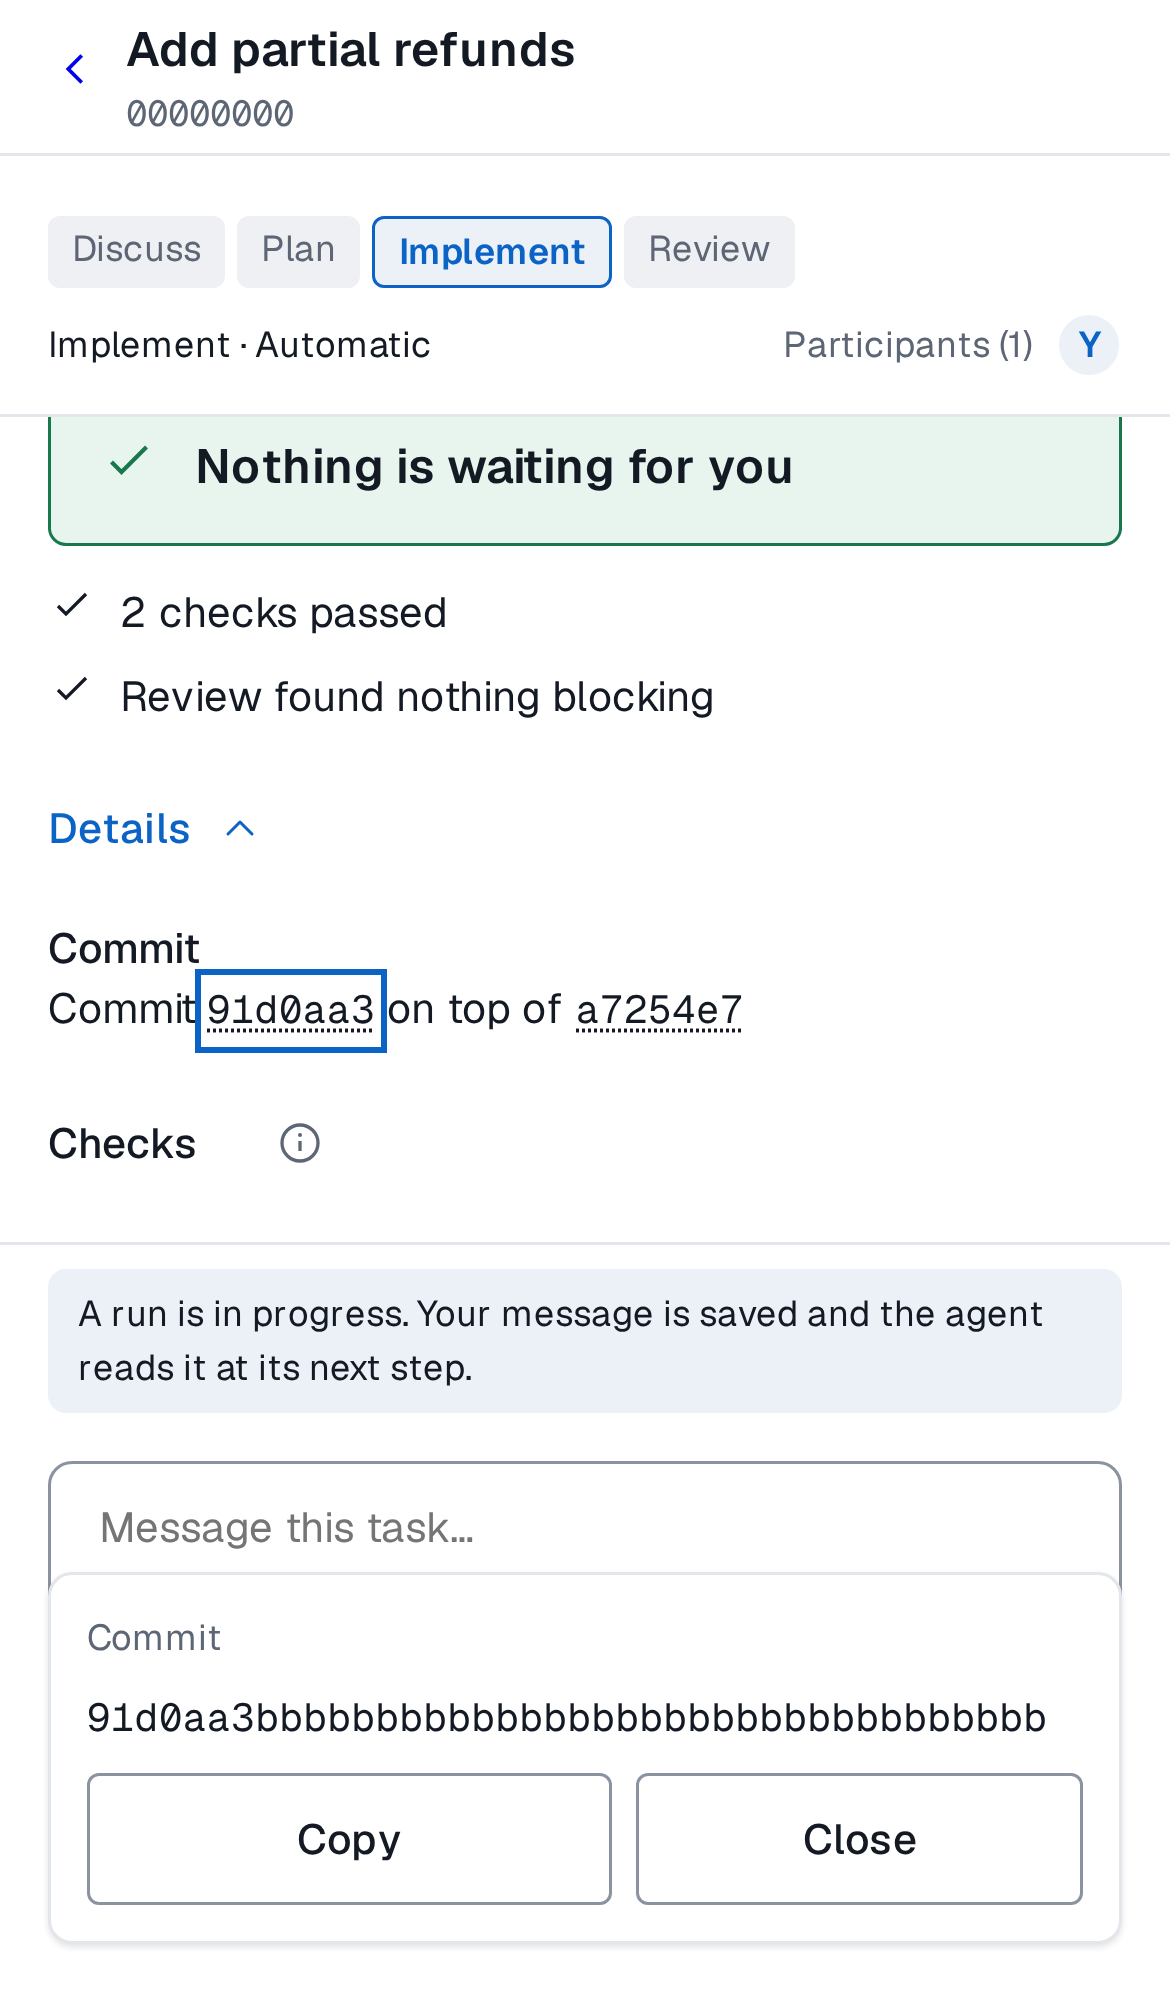 Add partial refunds
00000000
Discuss
Plan
Implement
Review
Implement · Automatic
Participants (1)
Y
Nothing is waiting for you
2 checks passed
Review found nothing blocking
Details
Commit
Commit 91d0aa3 on top of a7254e7
Checks
A run is in progress. Your message is saved and the agent
reads it at its next step.
Message this task…
Commit
91d0aa3bbbbbbbbbbbbbbbbbbbbbbbbbbbbbbbbb
Copy
Close